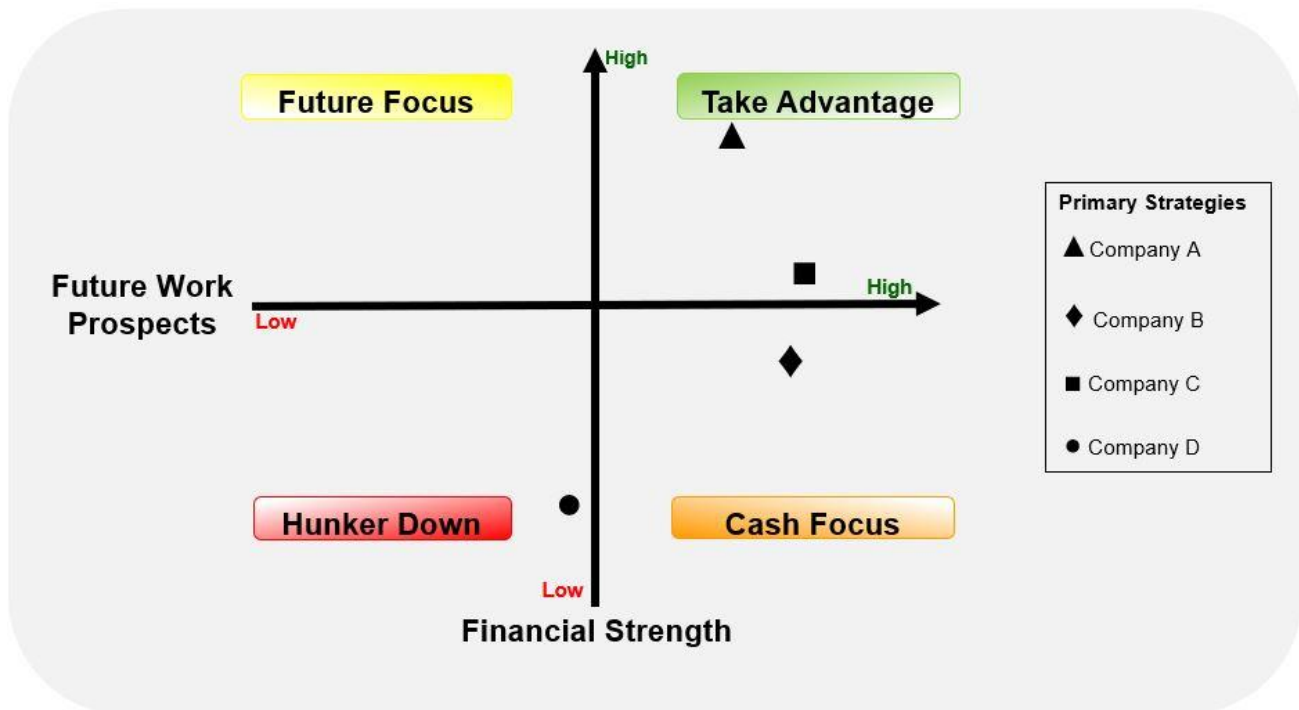 High
Future Focus
Take Advantage
Primary Strategies
Company A
Future Work
Prospects
High
Low
Company B
Company C
Company D
Hunker Down
Cash Focus
Low
Financial Strength